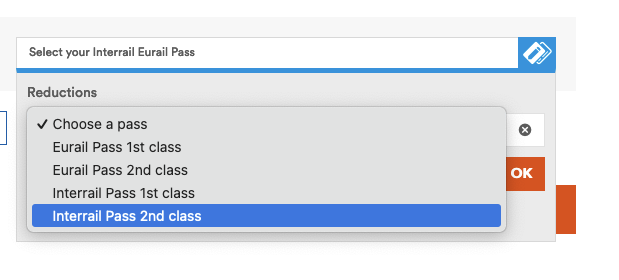 Select your Interrail Eurail Pass
Reductions
✓ Choose a pass
Eurail Pass 1st class
Eurail Pass 2nd class
Interrail Pass 1st class
OK
Interrail Pass 2nd class